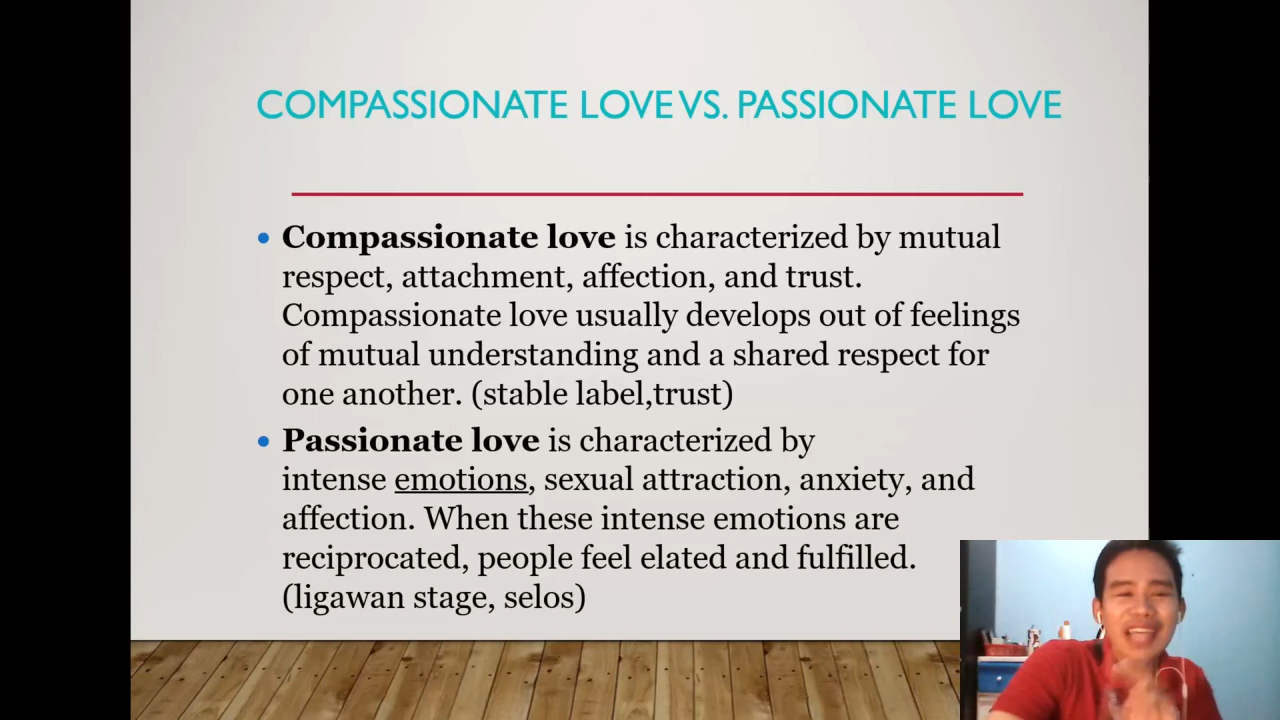 COMPASSIONATE LOVE VS. PASSIONATE LOVE
• Compassionate love is characterized by mutual
respect, attachment, affection, and trust.
Compassionate love usually develops out of feelings
of mutual understanding and a shared respect for
one another. (stable label,trust)
• Passionate love is characterized by
intense emotions, sexual attraction, anxiety, and
affection. When these intense emotions are
reciprocated, people feel elated and fulfilled.
(ligawan stage, selos)